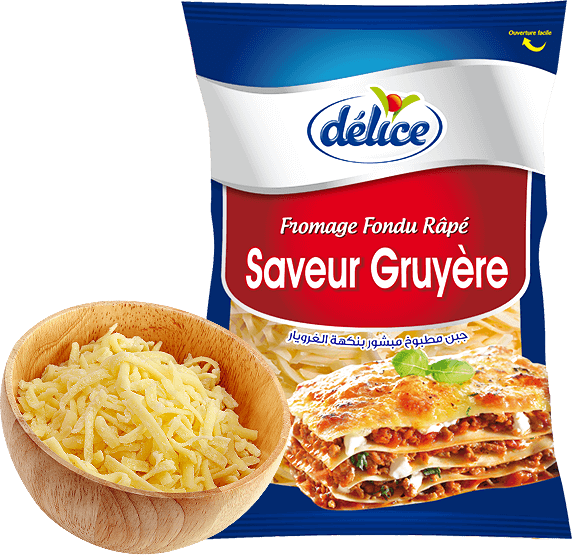 Ouverture facile
délice
Fromage Fondu Râpé
Saveur Gruyère
جبن مطبوخ مبشور بنكهة الغرويار